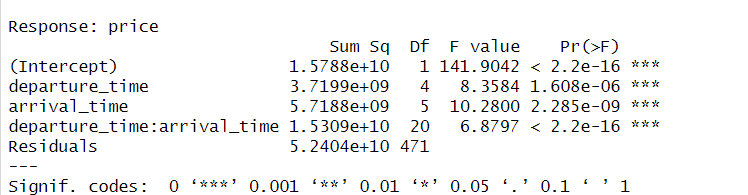 Response: price
Sum Sq Df F value Pr(>F)
(Intercept) 1.5788e+10 1 141.9042 < 2.2e-16 ***
departure_time 3.7199e+09 4 8.3584 1.608e-06 ***
arrival_time 5.7188e+09 5 10.2800 2.285e-09 ***
departure_time:arrival_time 1.5309e+10 20 6.8797 < 2.2e-16 ***
Residuals 5.2404e+10 471
---
Signif. codes: 0 ‘***’ 0.001 ‘**’ 0.01 ‘*’ 0.05 ‘.’ 0.1 ‘ ’ 1